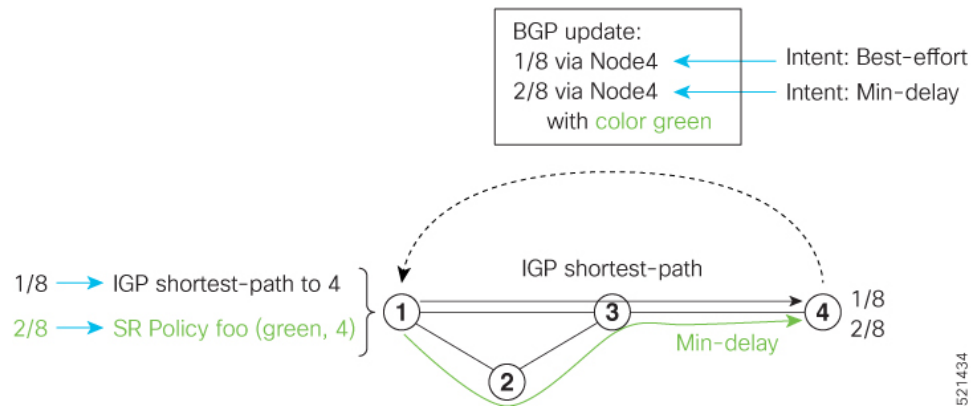 BGP update:
1/8 via Node4
Intent: Best-effort
2/8 via Node4
Intent: Min-delay
with color green
IGP shortest-path
1/8
IGP shortest-path to 4
2/8
SR Policy foo (green, 4)
1
3
4
1/8
2/8
Min-delay
2
521434